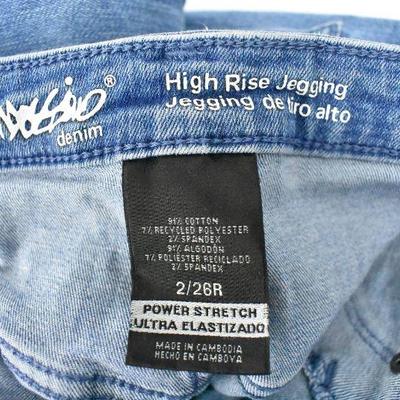 Mossimo®
denim
High Rise Jegging
Jegging de tiro alto
91% COTTON
7% RECYCLED POLYESTER
2% SPANDEX
91% ALGODÓN
7% POLIÉSTER RECICLADO
2% SPANDEX
2/26R
POWER STRETCH
ULTRA ELASTIZADO
MADE IN CAMBODIA
HECHO EN CAMBOYA